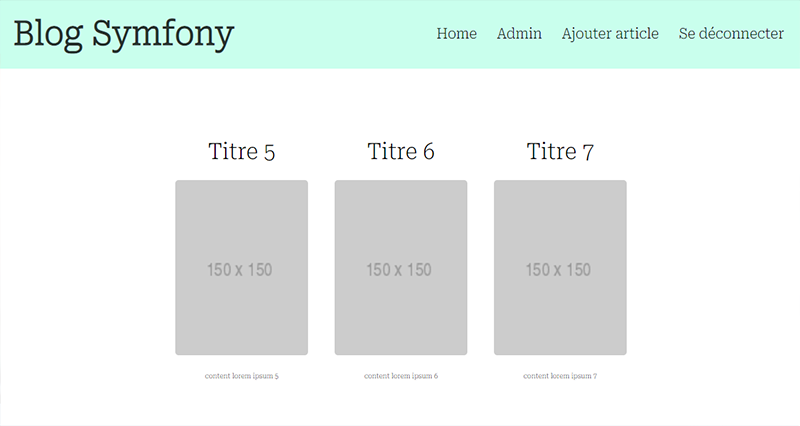 Blog Symfony
Home Admin Ajouter article Se déconnecter
Titre 5 Titre 6 Titre 7
150 x 150 150 x 150 150 x 150
content lorem ipsum 5 content lorem ipsum 6 content lorem ipsum 7